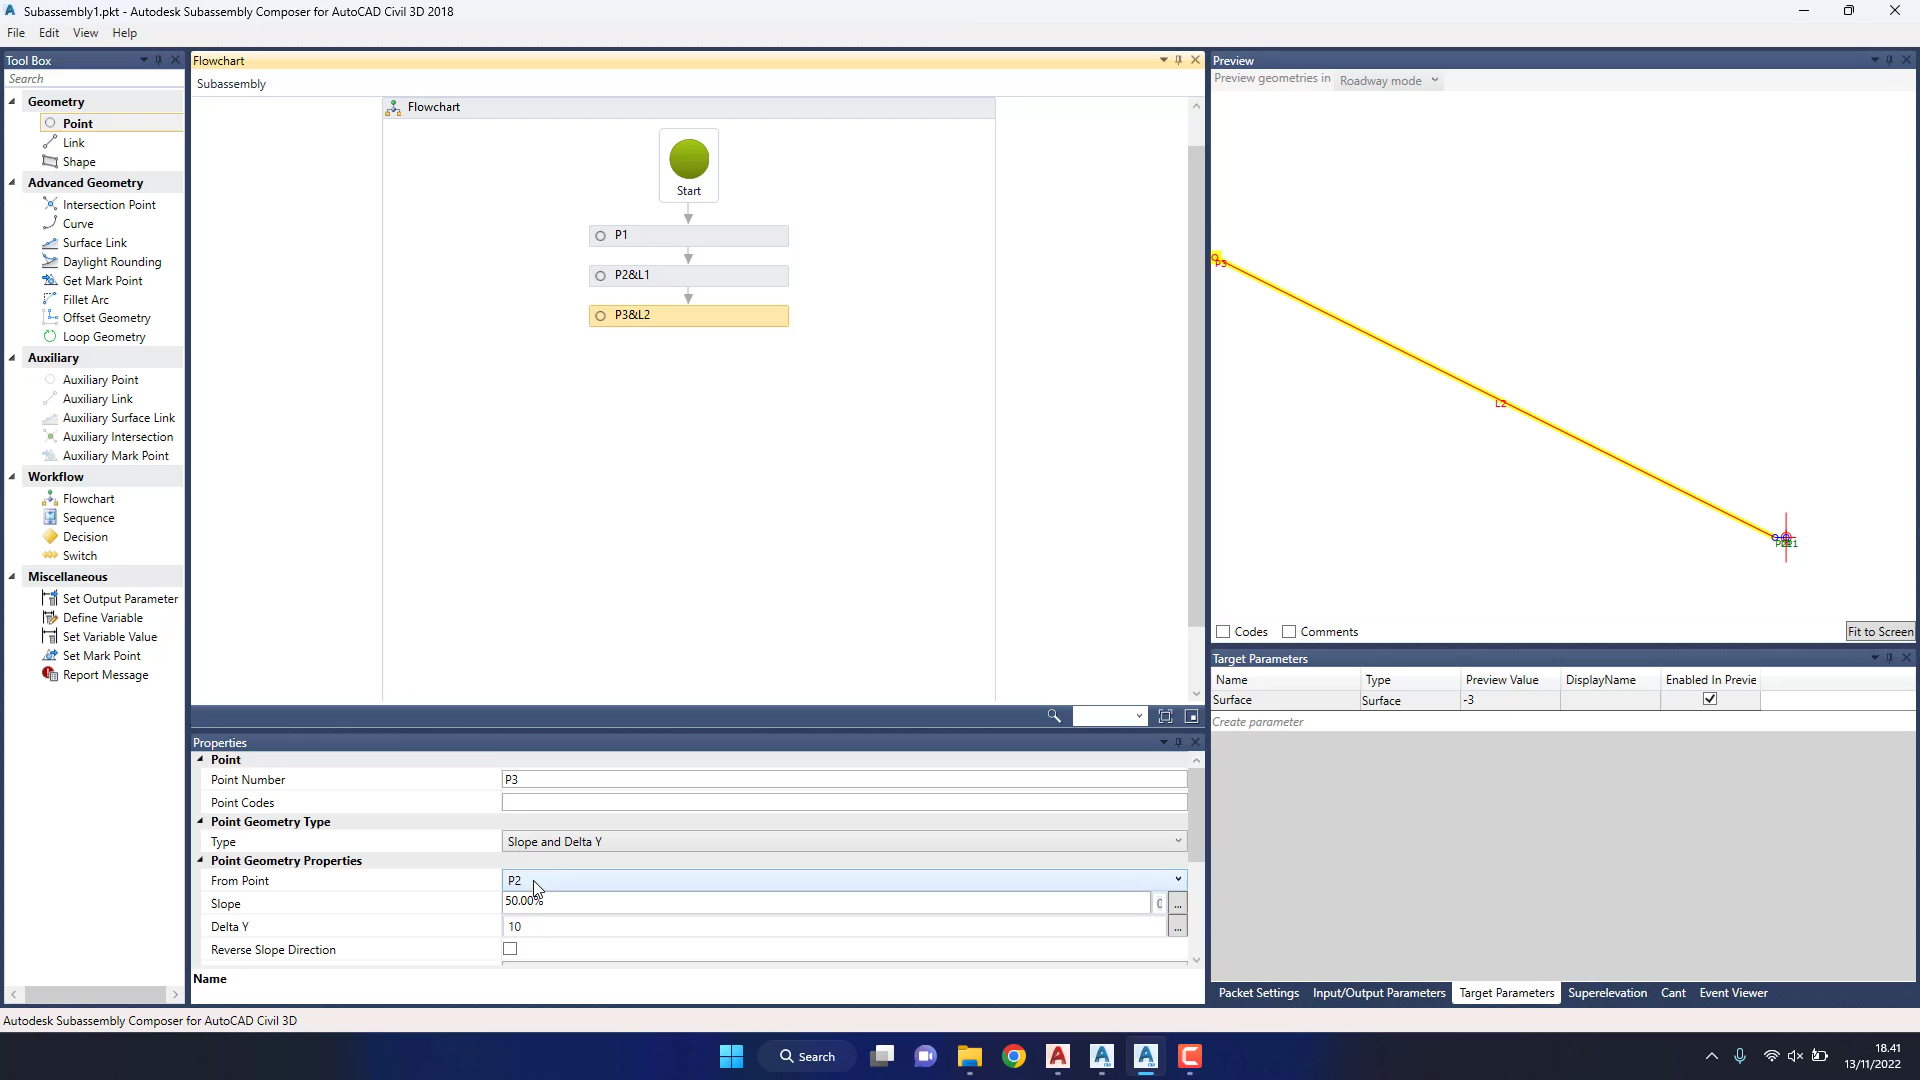 Subassembly1.pkt - Autodesk Subassembly Composer for AutoCAD Civil 3D 2018
File Edit View Help
Tool Box
Search
Geometry
Point
Link
Shape
Advanced Geometry
Intersection Point
Curve
Surface Link
Daylight Rounding
Get Mark Point
Fillet Arc
Offset Geometry
Loop Geometry
Auxiliary
Auxiliary Point
Auxiliary Link
Auxiliary Surface Link
Auxiliary Intersection
Auxiliary Mark Point
Workflow
Flowchart
Sequence
Decision
Switch
Miscellaneous
Set Output Parameter
Define Variable
Set Variable Value
Set Mark Point
Report Message
Flowchart
Subassembly
Flowchart
Start
P1
P2&L1
P3&L2
Properties
Point
Point Number P3
Point Codes
Point Geometry Type
Type Slope and Delta Y
Point Geometry Properties
From Point P2
Slope 50.00% ...
Delta Y 10 ...
Reverse Slope Direction
Name
Preview
Preview geometries in Roadway mode
P3
L2
Codes Comments Fit to Screen
Target Parameters
Name Type Preview Value DisplayName Enabled In Previe
Surface Surface -3
Create parameter
Packet Settings Input/Output Parameters Target Parameters Superelevation Cant Event Viewer
Autodesk Subassembly Composer for AutoCAD Civil 3D
Search
18.41
13/11/2022